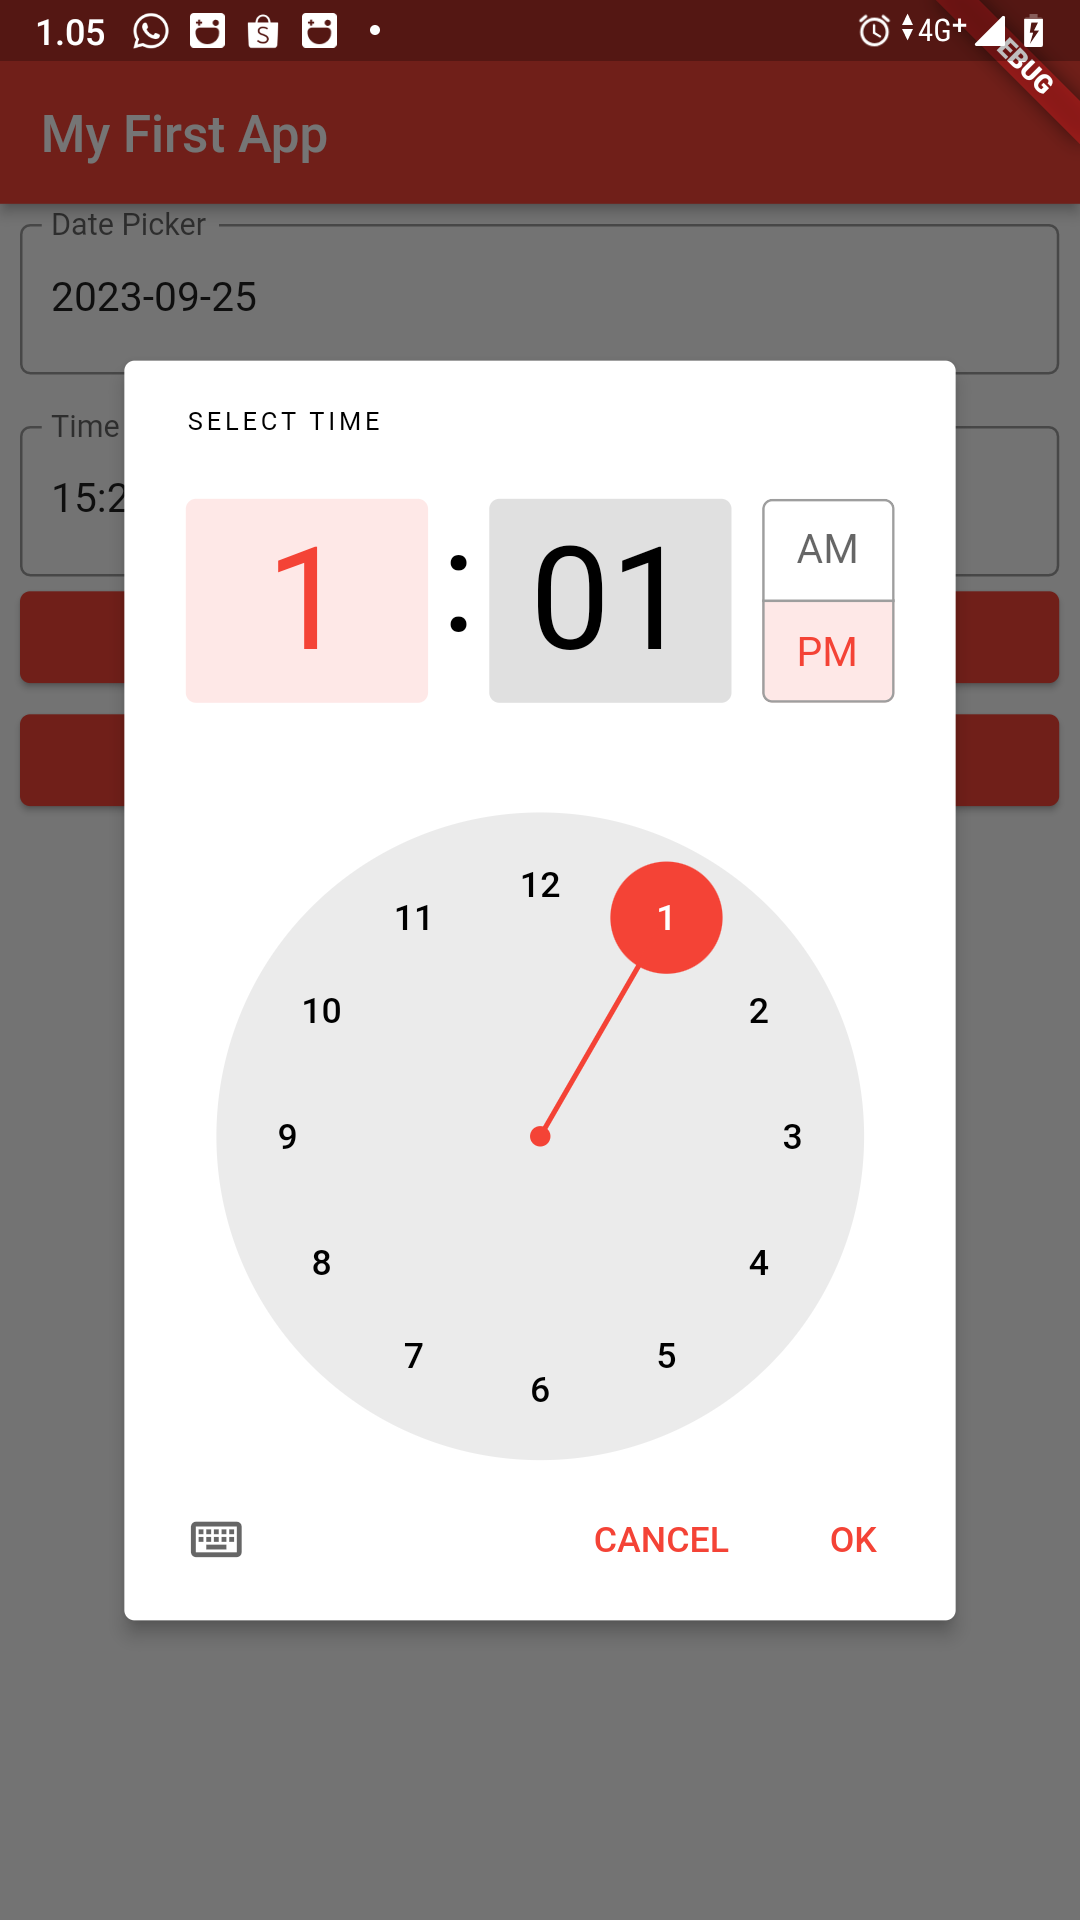 1.05 4G+
EBUG
My First App
Date Picker
2023-09-25
Time
15:2
SELECT TIME
1 : 01
AM
PM
12
11 1
10 2
9 3
8 4
7 5
6
CANCEL OK